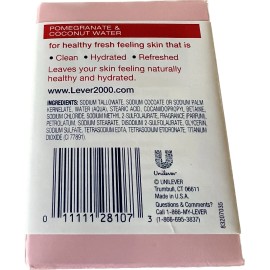 POMEGRANATE &
COCONUT WATER
for healthy fresh feeling skin that is
• Clean • Hydrated • Refreshed
Leaves your skin feeling naturally
healthy and hydrated.
www.Lever2000.com
INGREDIENTS: SODIUM TALLOWATE, SODIUM COCOATE OR SODIUM PALM
KERNELATE, WATER (AQUA), STEARIC ACID, COCAMIDOPROPYL BETAINE,
SODIUM CHLORIDE, SODIUM METHYL 2-SULFOLAURATE, FRAGRANCE (PARFUM),
PETROLATUM, SODIUM STEARATE, DISODIUM 2-SULFOLAURATE, GLYCERIN,
SODIUM SULFATE, TETRASODIUM EDTA, TETRASODIUM ETIDRONATE, TITANIUM
DIOXIDE (CI 77891).
Unilever
© UNILEVER
Trumbull, CT 06611
Made in U.S.A.
Questions & Comments?
Call 1-866-MY-LEVER
(1-866-695-3837)
0 11111 28107 3